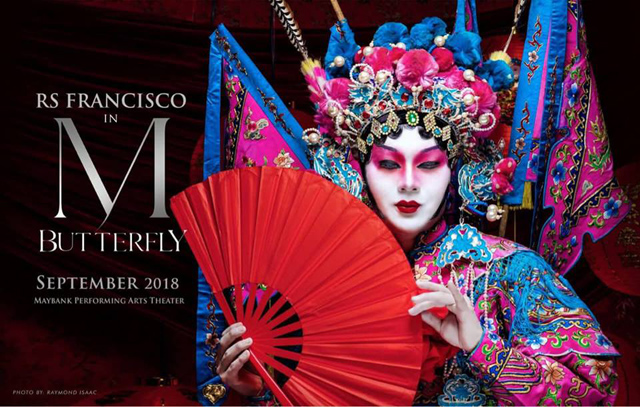 RS FRANCISCO
IN
M
BUTTERFLY
SEPTEMBER 2018
MAYBANK PERFORMING ARTS THEATER
PHOTO BY: RAYMOND ISAAC